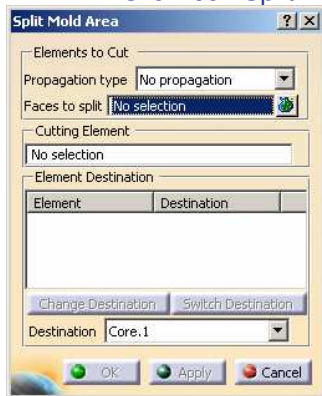 Split Mold Area
Elements to Cut
Propagation type No propagation
Faces to split No selection
Cutting Element
No selection
Element Destination
Element Destination
Change Destination Switch Destination
Destination Core.1
OK Apply Cancel